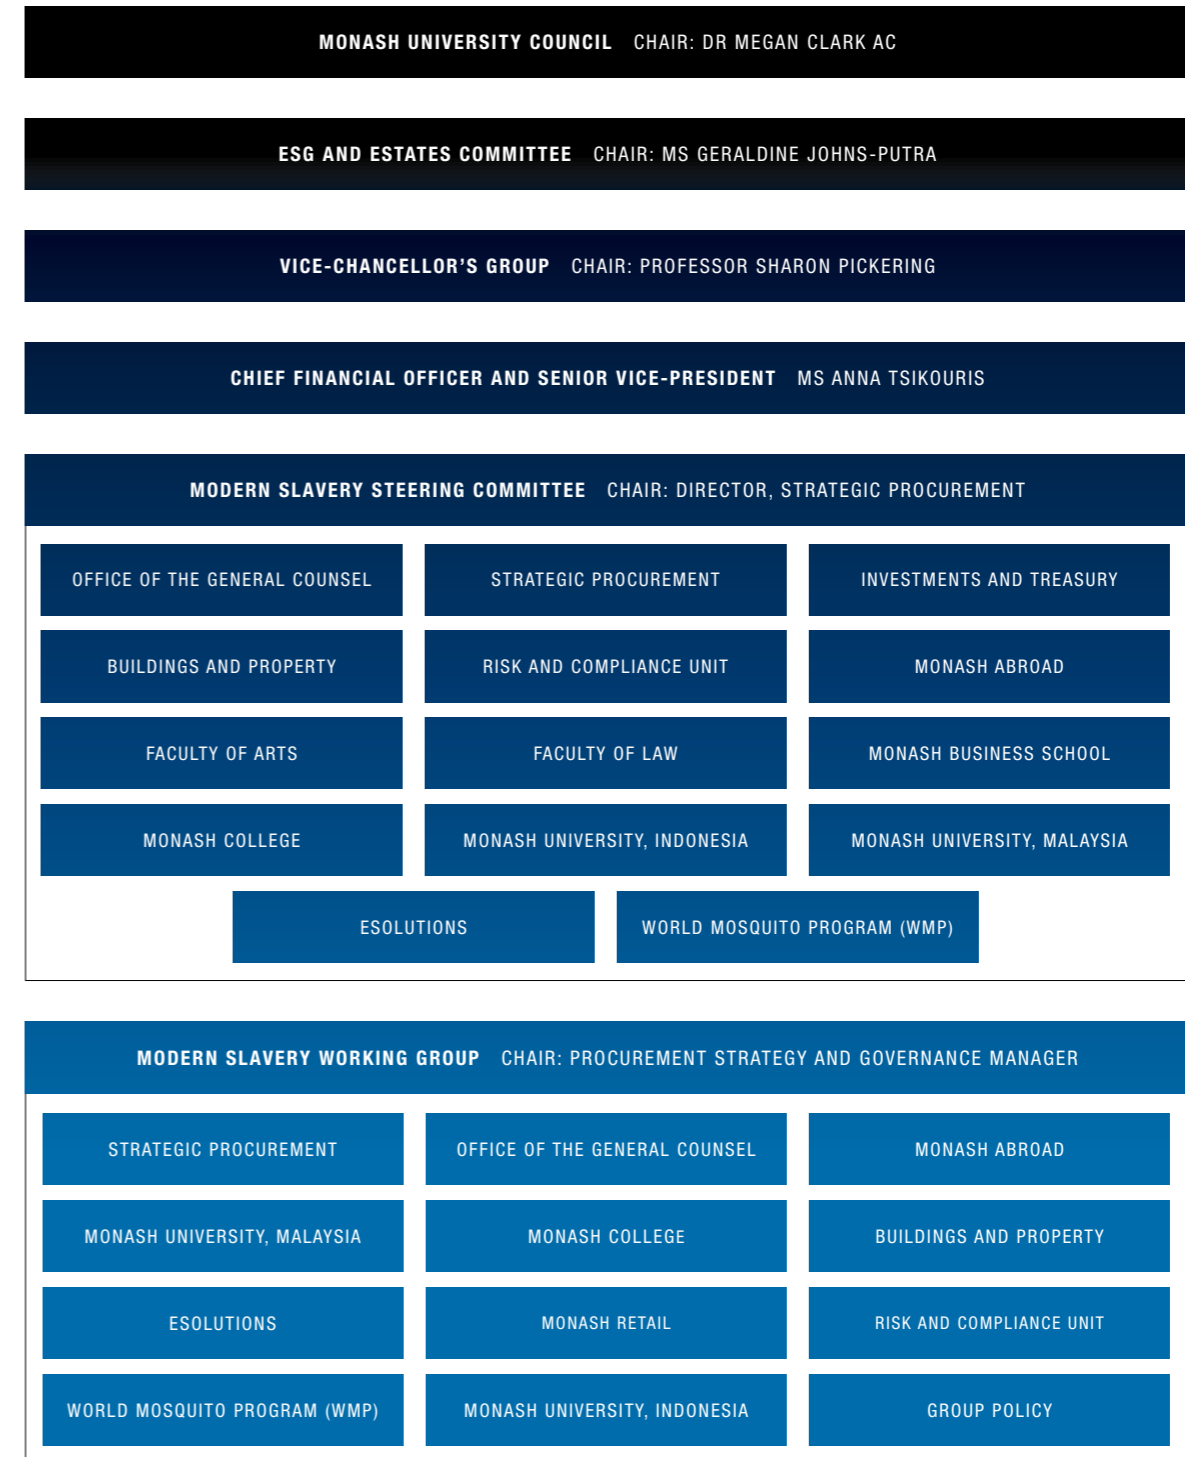 MONASH UNIVERSITY COUNCIL CHAIR: DR MEGAN CLARK AC
ESG AND ESTATES COMMITTEE CHAIR: MS GERALDINE JOHNS-PUTRA
VICE-CHANCELLOR’S GROUP CHAIR: PROFESSOR SHARON PICKERING
CHIEF FINANCIAL OFFICER AND SENIOR VICE-PRESIDENT MS ANNA TSIKOURIS
MODERN SLAVERY STEERING COMMITTEE CHAIR: DIRECTOR, STRATEGIC PROCUREMENT
OFFICE OF THE GENERAL COUNSEL
STRATEGIC PROCUREMENT
INVESTMENTS AND TREASURY
BUILDINGS AND PROPERTY
RISK AND COMPLIANCE UNIT
MONASH ABROAD
FACULTY OF ARTS
FACULTY OF LAW
MONASH BUSINESS SCHOOL
MONASH COLLEGE
MONASH UNIVERSITY, INDONESIA
MONASH UNIVERSITY, MALAYSIA
ESOLUTIONS
WORLD MOSQUITO PROGRAM (WMP)
MODERN SLAVERY WORKING GROUP CHAIR: PROCUREMENT STRATEGY AND GOVERNANCE MANAGER
STRATEGIC PROCUREMENT
OFFICE OF THE GENERAL COUNSEL
MONASH ABROAD
MONASH UNIVERSITY, MALAYSIA
MONASH COLLEGE
BUILDINGS AND PROPERTY
ESOLUTIONS
MONASH RETAIL
RISK AND COMPLIANCE UNIT
WORLD MOSQUITO PROGRAM (WMP)
MONASH UNIVERSITY, INDONESIA
GROUP POLICY